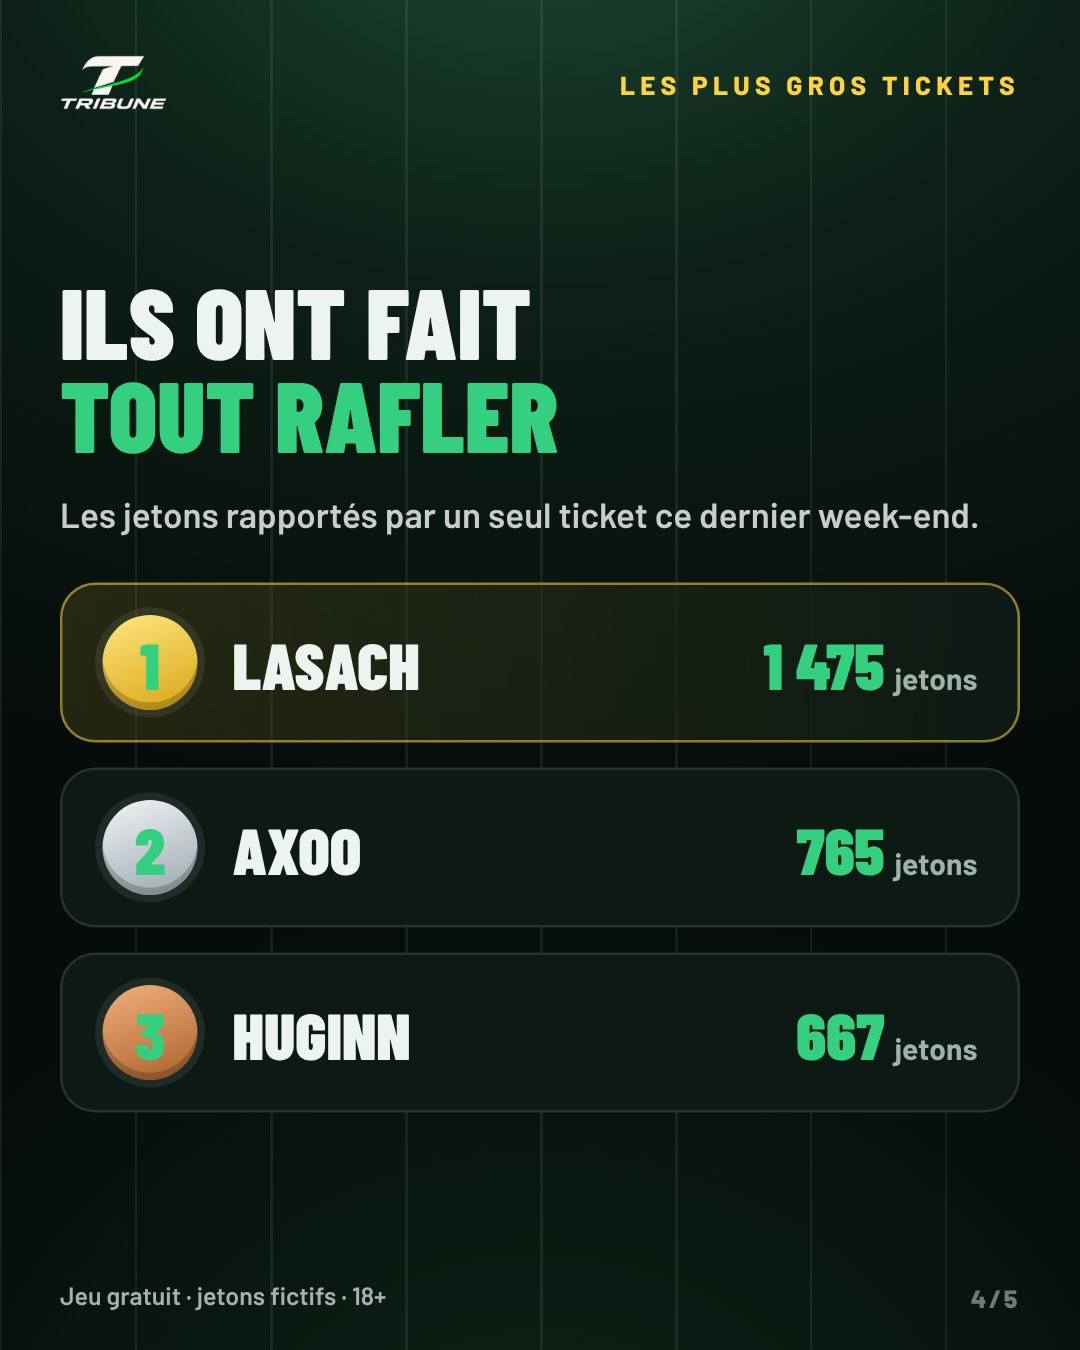 TRIBUNE
LES PLUS GROS TICKETS
ILS ONT FAIT
TOUT RAFLER
Les jetons rapportés par un seul ticket ce dernier week-end.
1 LASACH 1 475 jetons
2 AXOO 765 jetons
3 HUGINN 667 jetons
Jeu gratuit · jetons fictifs · 18+
4/5